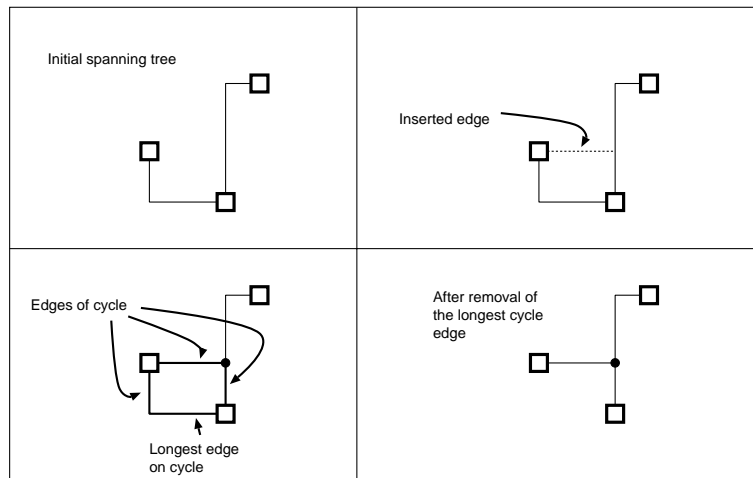 Initial spanning tree
Inserted edge
Edges of cycle
Longest edge
on cycle
After removal of
the longest cycle
edge